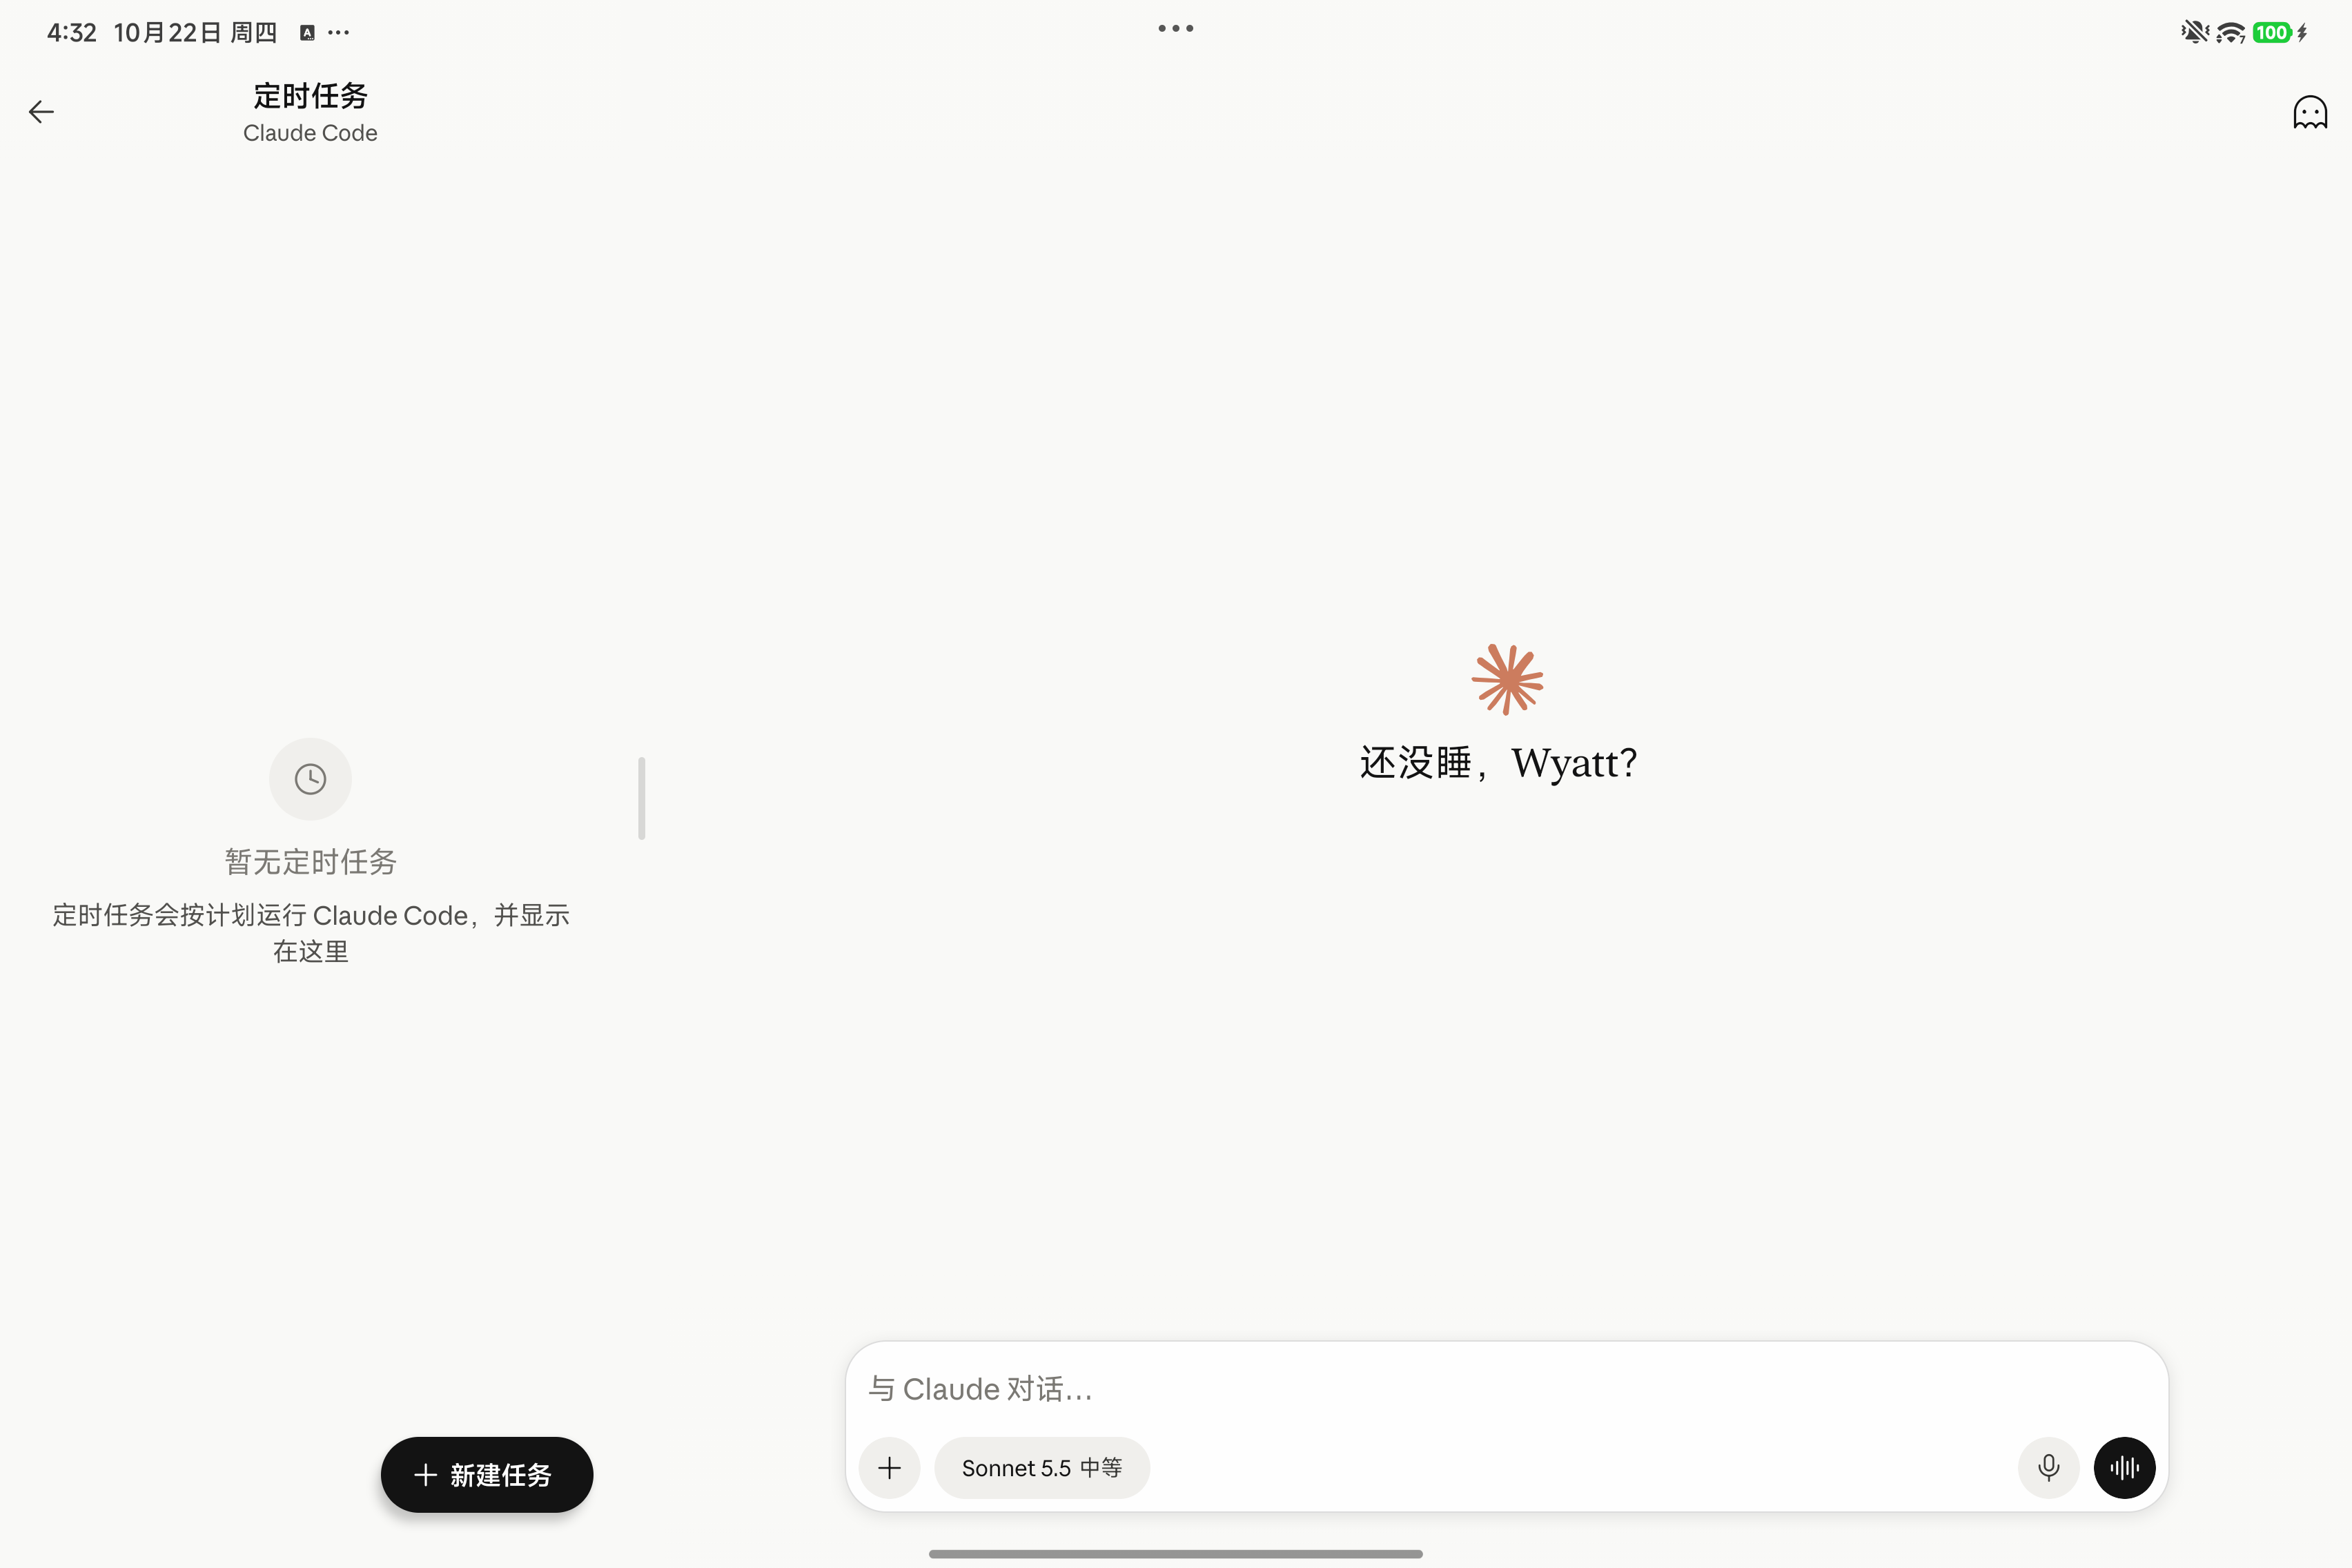 4:32 10月22日 周四 A ...
定时任务
Claude Code
还没睡，Wyatt？
暂无定时任务
定时任务会按计划运行 Claude Code，并显示
在这里
新建任务
与 Claude 对话...
Sonnet 5.5 中等
7
100